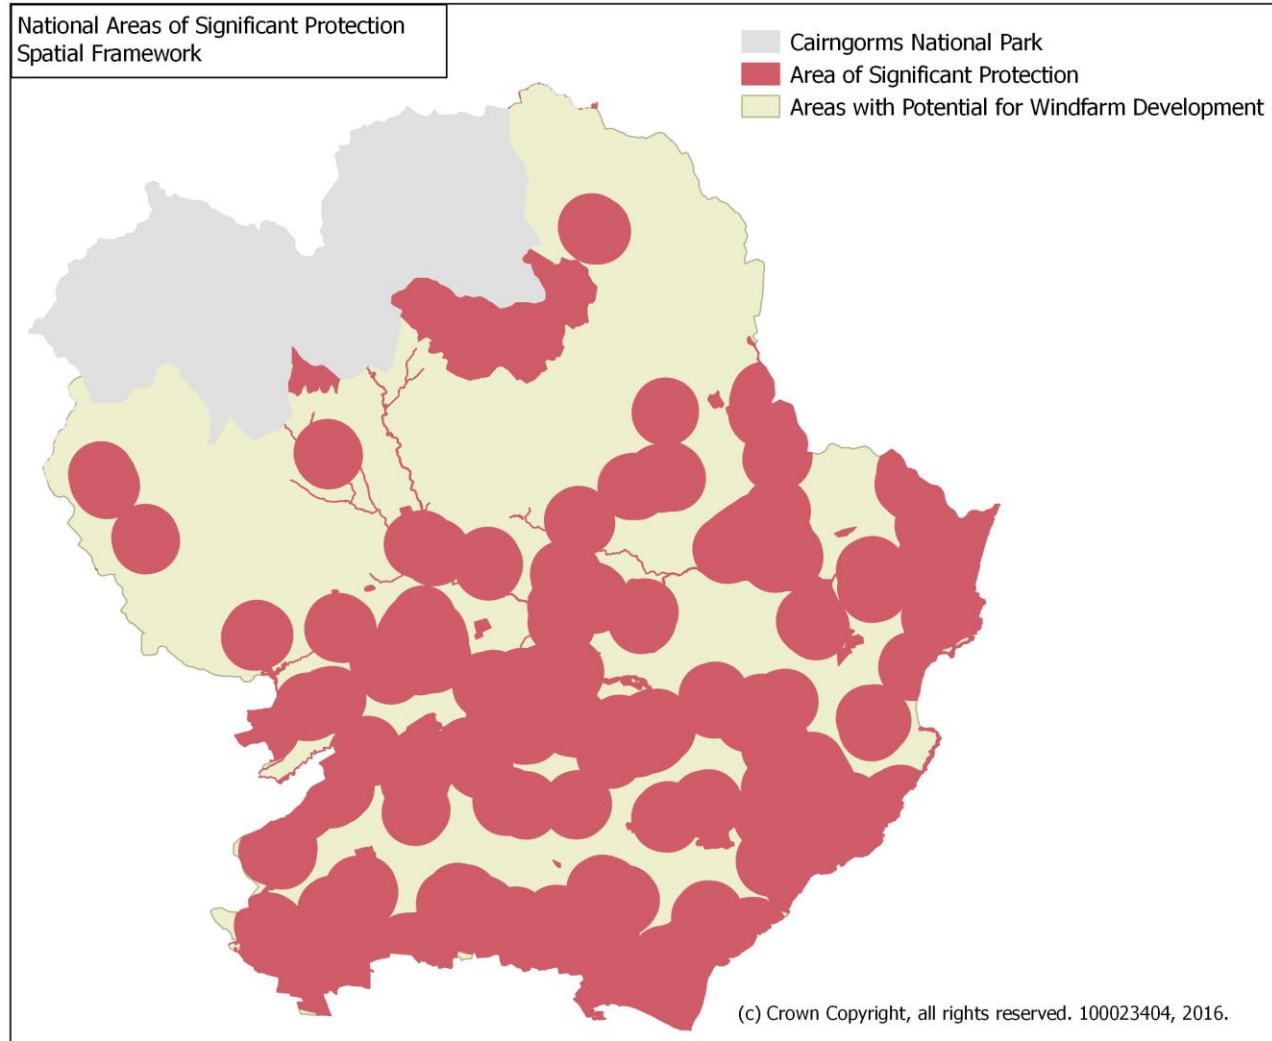 National Areas of Significant Protection
Spatial Framework
Cairngorms National Park
Area of Significant Protection
Areas with Potential for Windfarm Development
(c) Crown Copyright, all rights reserved. 100023404, 2016.